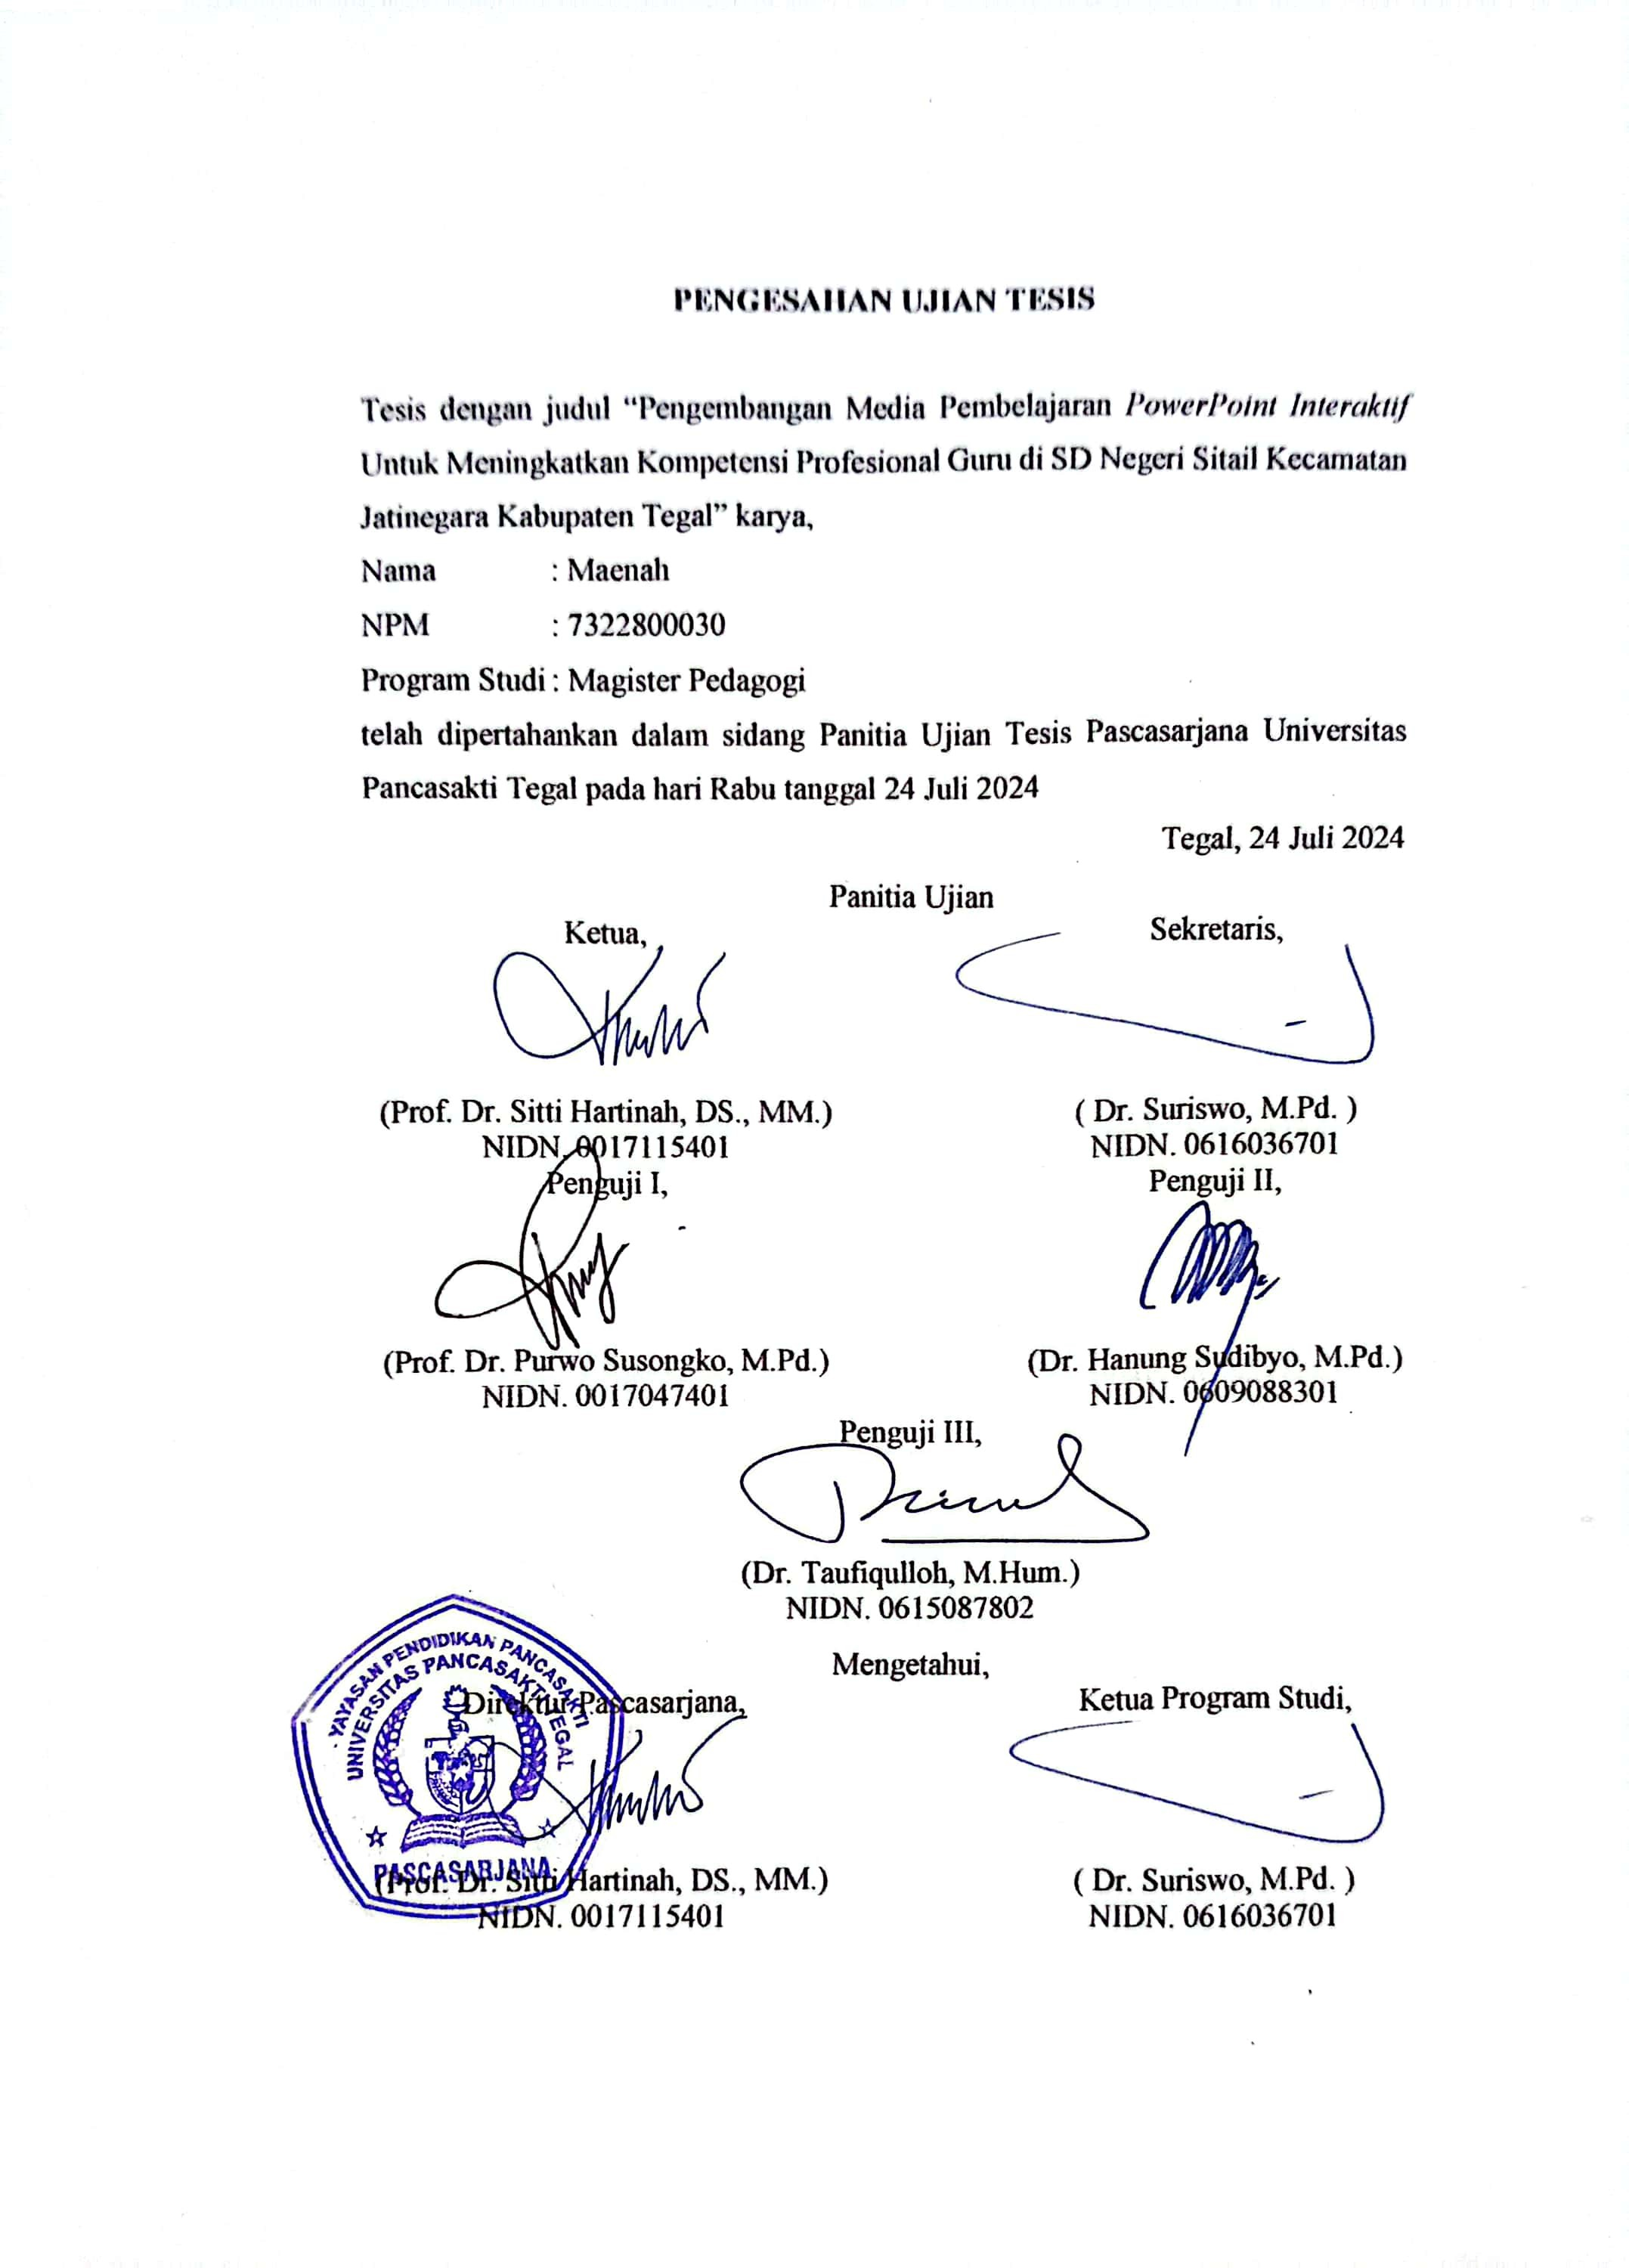 PENGESAHAN UJIAN TESIS
Tesis dengan judul “Pengembangan Media Pembelajaran PowerPoint Interaktif
Untuk Meningkatkan Kompetensi Profesional Guru di SD Negeri Sitail Kecamatan
Jatinegara Kabupaten Tegal” karya,
Nama : Maenah
NPM : 7322800030
Program Studi : Magister Pedagogi
telah dipertahankan dalam sidang Panitia Ujian Tesis Pascasarjana Universitas
Pancasakti Tegal pada hari Rabu tanggal 24 Juli 2024
Tegal, 24 Juli 2024
Panitia Ujian
Ketua, Sekretaris,
(Prof. Dr. Sitti Hartinah, DS., MM.) ( Dr. Suriswo, M.Pd. )
NIDN. 0017115401 NIDN. 0616036701
Penguji I, Penguji II,
(Prof. Dr. Purwo Susongko, M.Pd.) (Dr. Hanung Sudibyo, M.Pd.)
NIDN. 0017047401 NIDN. 0609088301
Penguji III,
(Dr. Taufiqulloh, M.Hum.)
NIDN. 0615087802
Mengetahui,
Direktur Pascasarjana, Ketua Program Studi,
YAYASAN PENDIDIKAN PANCASAKTI
UNIVERSITAS PANCASAKTI TEGAL
PASCASARJANA
(Prof. Dr. Sitti Hartinah, DS., MM.) ( Dr. Suriswo, M.Pd. )
NIDN. 0017115401 NIDN. 0616036701